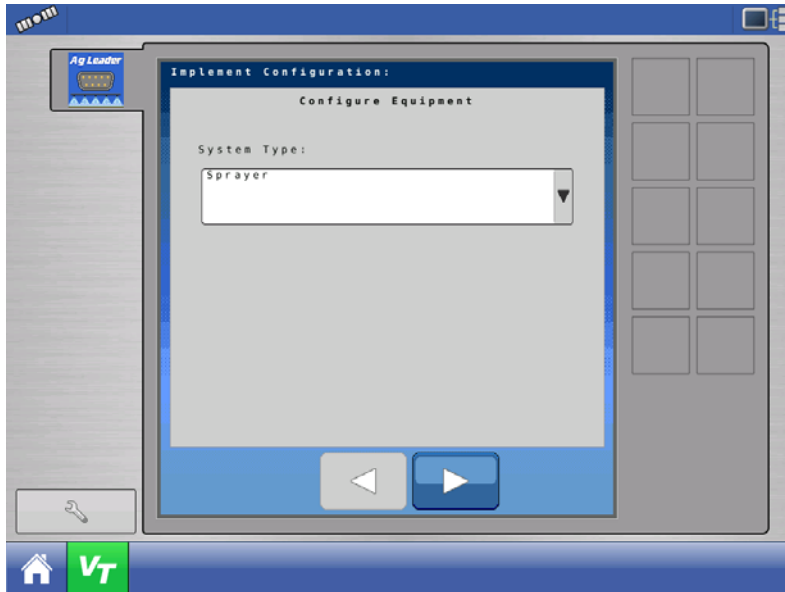 Ag Leader
Implement Configuration:
Configure Equipment
System Type:
Sprayer
VT